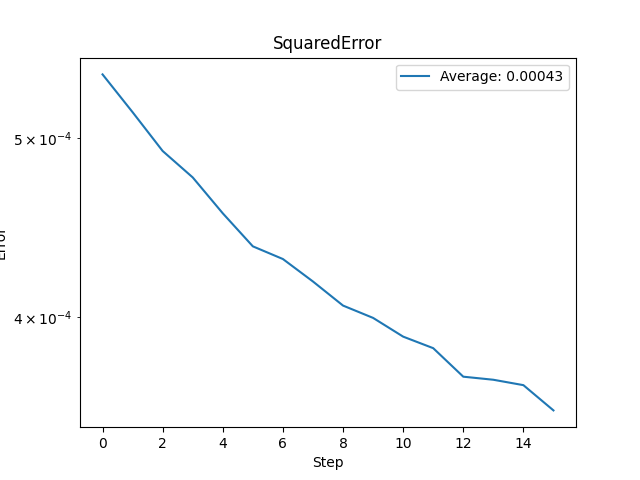 SquaredError
Average: 0.00043
5 × 10⁻⁴
4 × 10⁻⁴
Error
0 2 4 6 8 10 12 14
Step